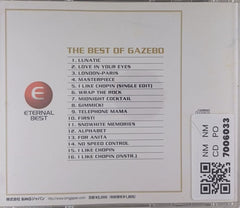 THE BEST OF GAZEBO
1. LUNATIC
2. LOVE IN YOUR EYES
3. LONDON-PARIS
4. MASTERPIECE
5. I LIKE CHOPIN (SINGLE EDIT)
6. WRAP THE ROCK
7. MIDNIGHT COCKTAIL
8. GIMMICK!
9. TELEPHONE MAMA
10. FIRST!
11. SNOWHITE MEMORIES
12. ALPHABET
13. FOR ANITA
14. NO SPEED CONTROL
15. I LIKE CHOPIN
16. I LIKE CHOPIN (INSTR.)
E
ETERNAL
BEST
NM NM
CD PO
7006033